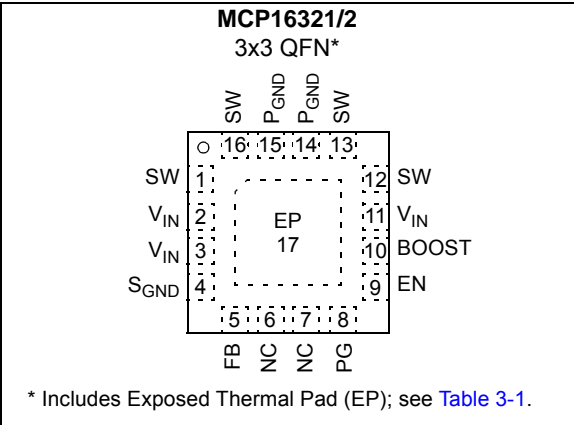 MCP16321/2
3x3 QFN*
SW PGND PGND SW
16 15 14 13
SW 1
12 SW
VIN 2
11 VIN
EP
17
VIN 3
10 BOOST
SGND 4
9 EN
5 6 7 8
FB NC NC PG
* Includes Exposed Thermal Pad (EP); see Table 3-1.